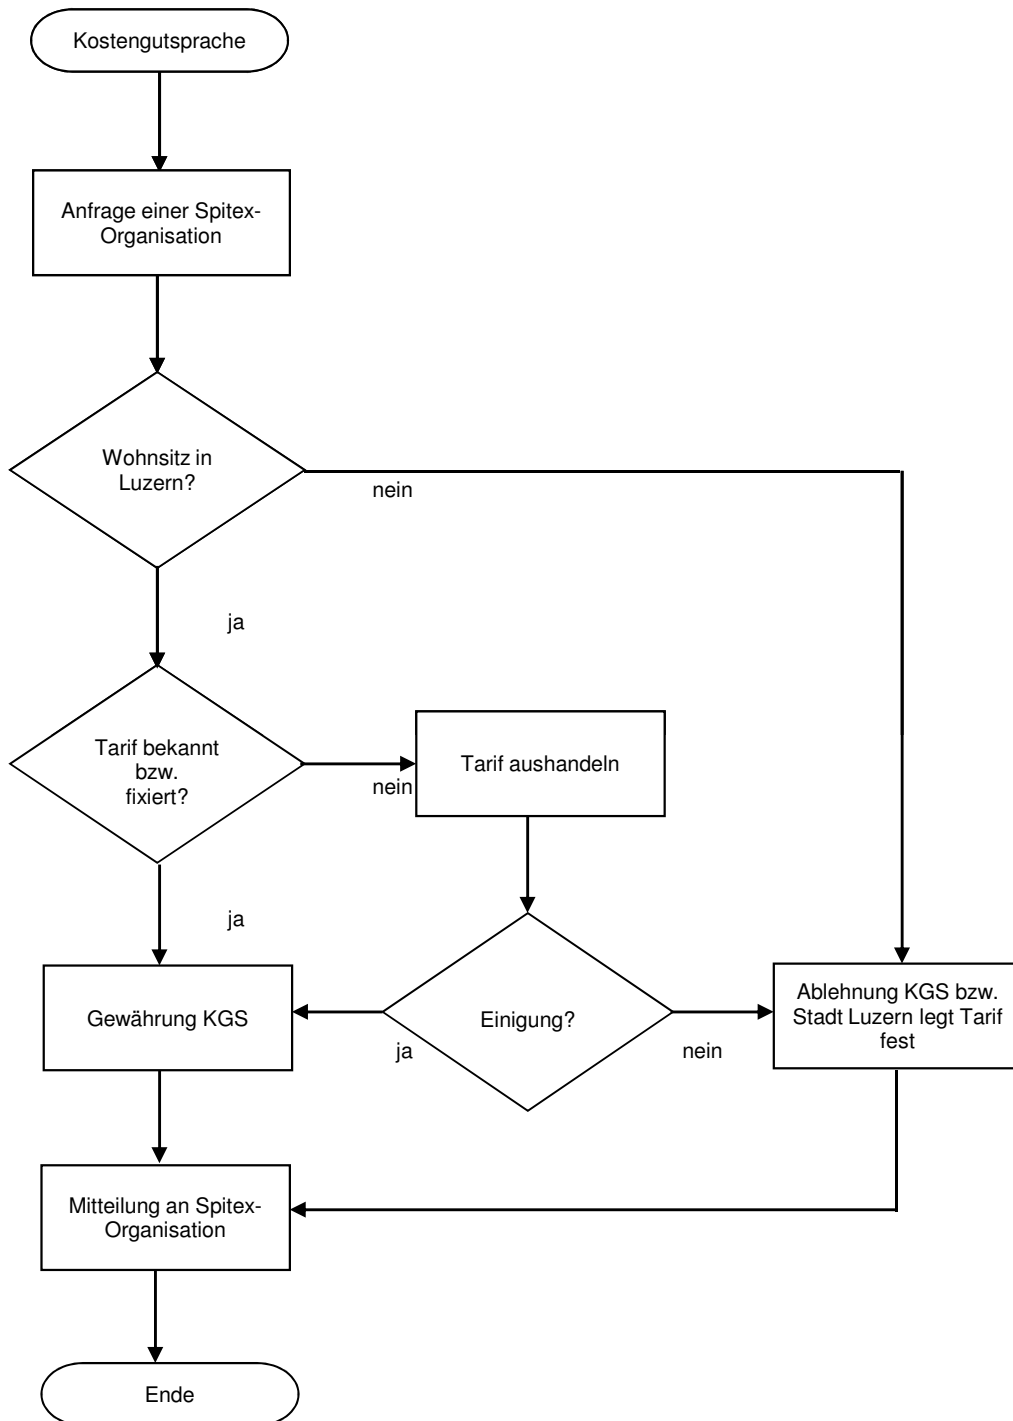 Kostengutsprache
Anfrage einer Spitex-
Organisation
Wohnsitz in
Luzern?
nein
ja
Tarif bekannt
bzw.
fixiert?
nein
Tarif aushandeln
ja
Gewährung KGS
Einigung?
ja
nein
Ablehnung KGS bzw.
Stadt Luzern legt Tarif
fest
Mitteilung an Spitex-
Organisation
Ende